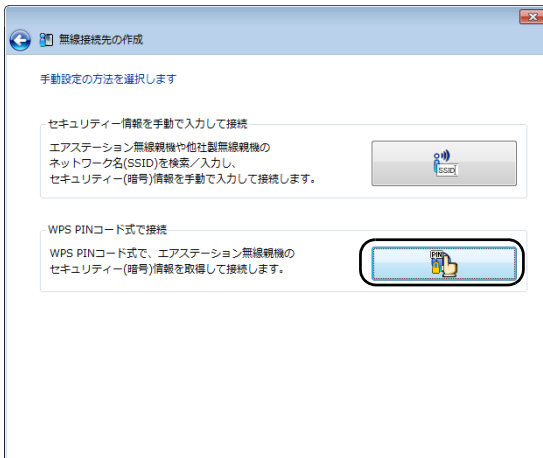 無線接続先の作成
手動設定の方法を選択します
セキュリティー情報を手動で入力して接続
エアステーション無線親機や他社製無線親機の
ネットワーク名(SSID)を検索／入力し、
セキュリティー(暗号)情報を手動で入力して接続します。
SSID
WPS PINコード式で接続
WPS PINコード式で、エアステーション無線親機の
セキュリティー(暗号)情報を取得して接続します。
PIN